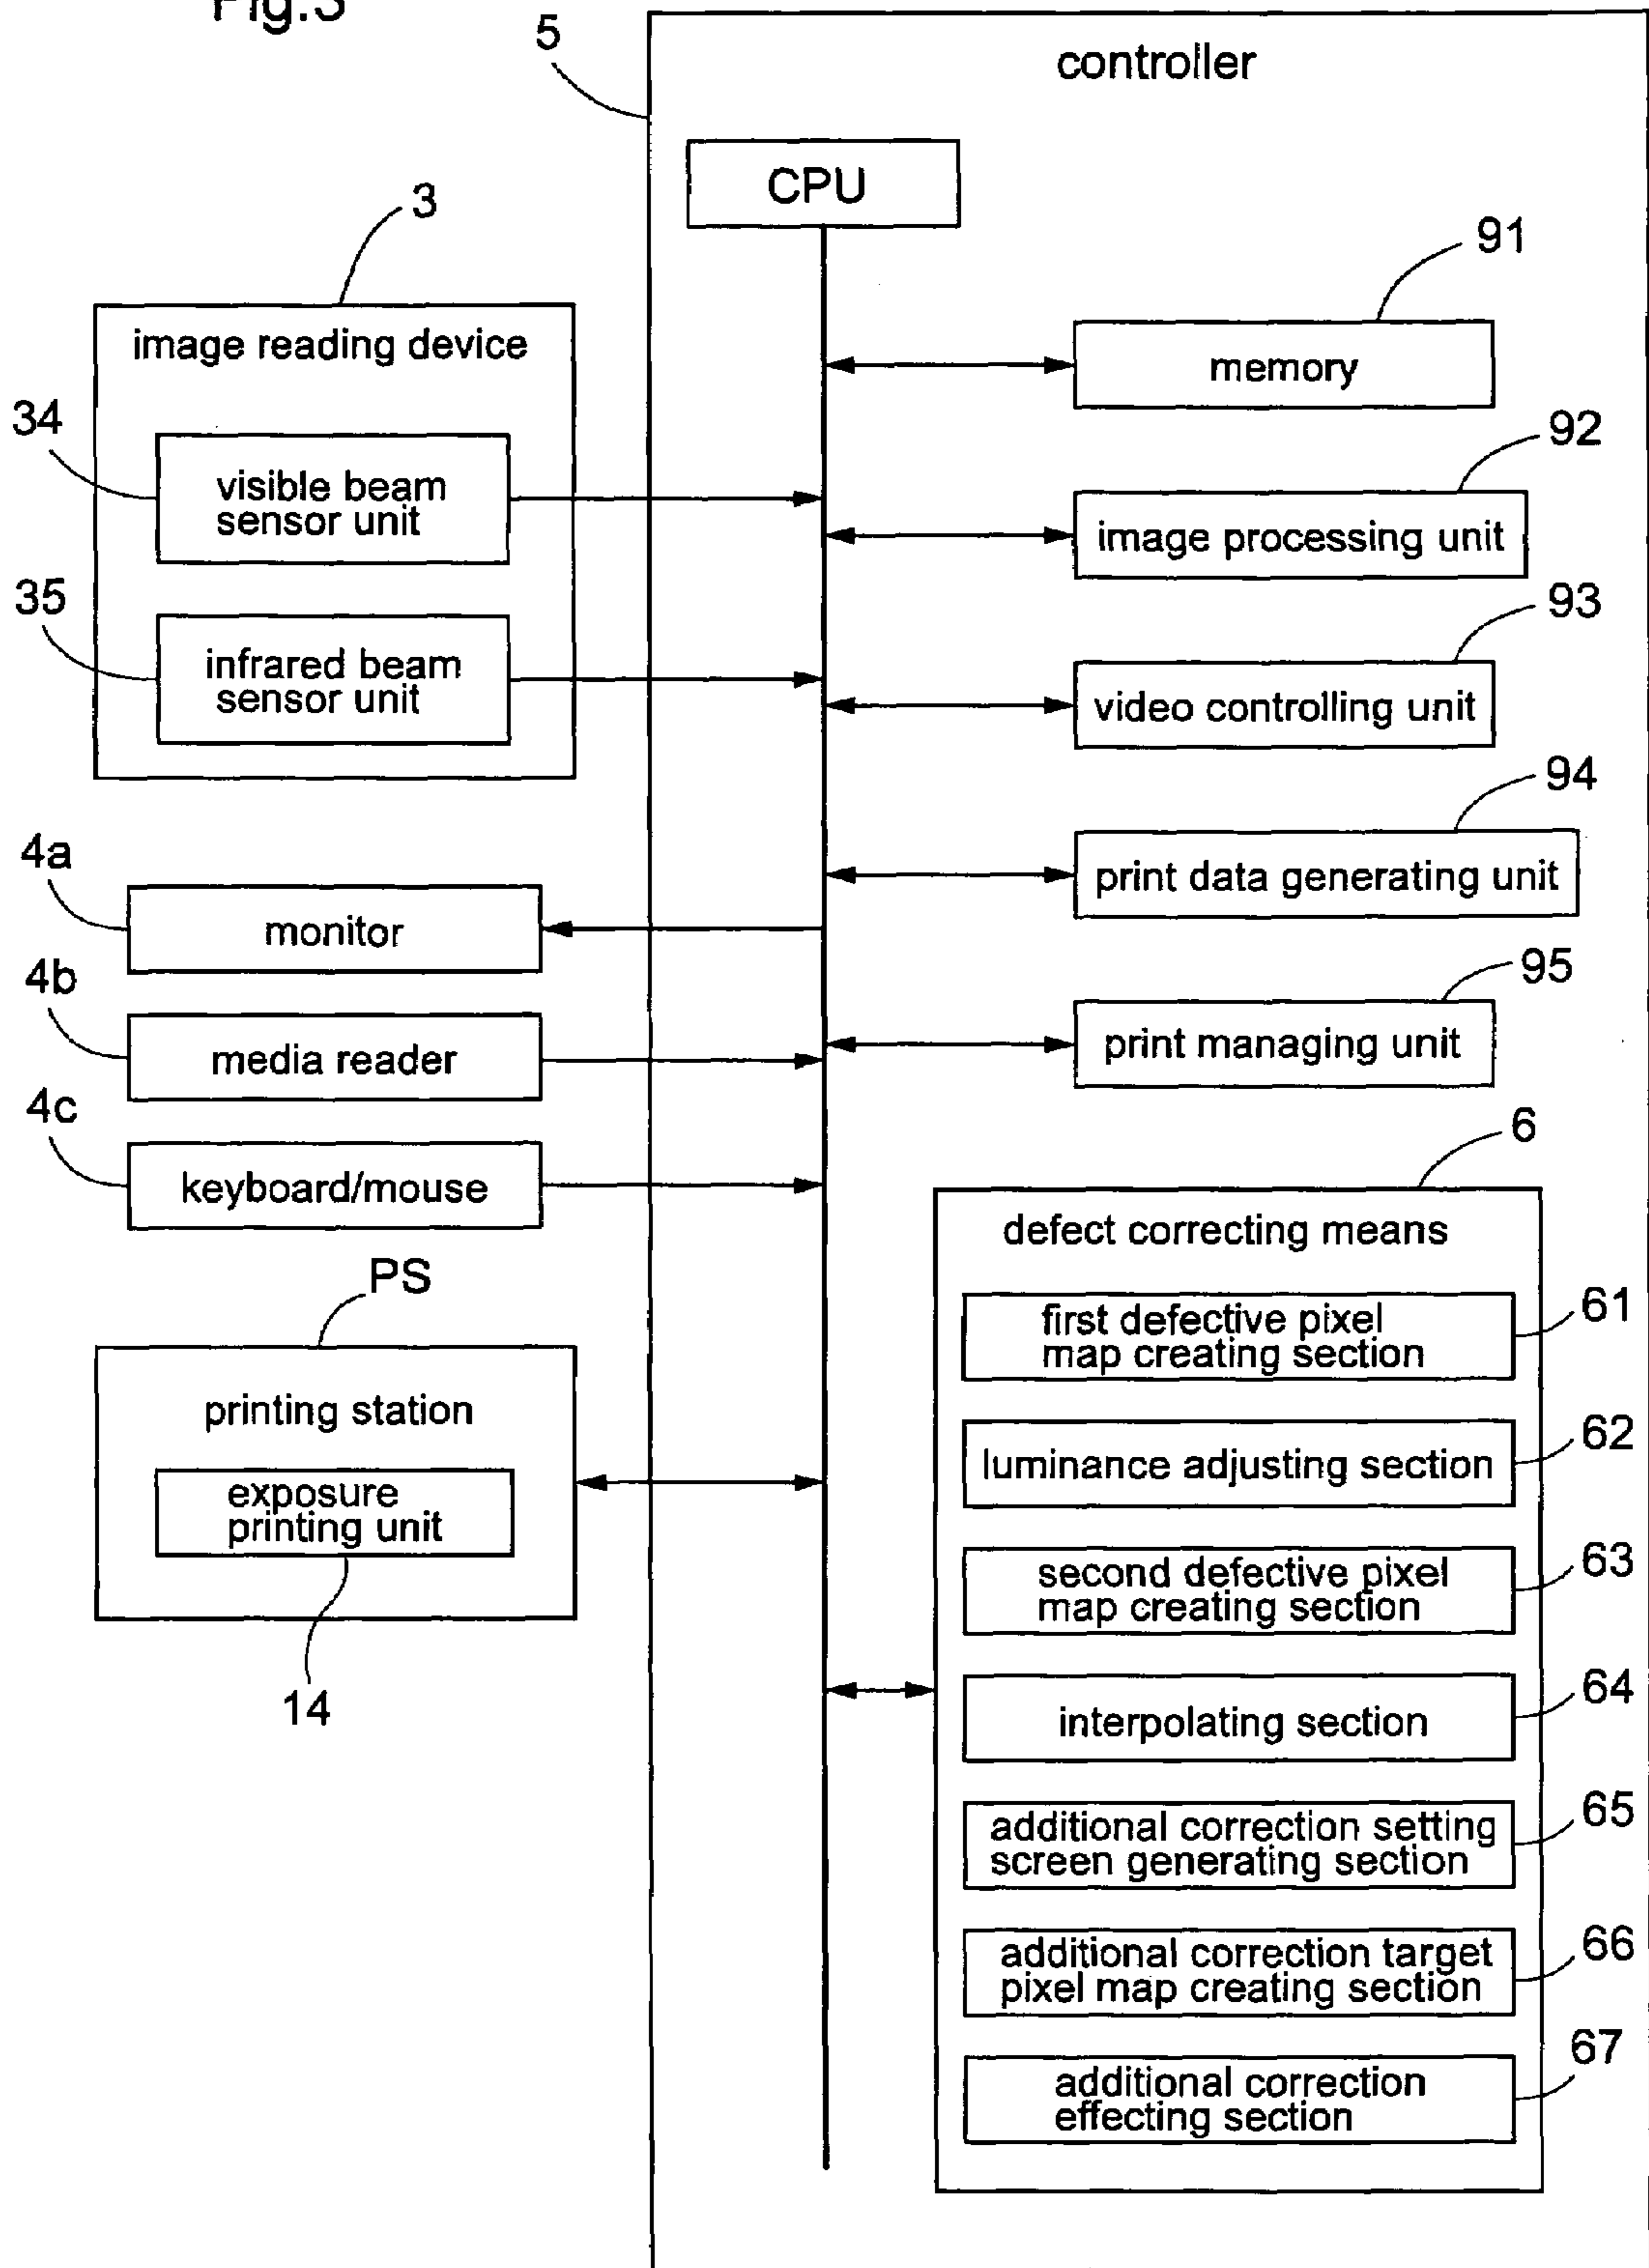 Fig.3
5
controller
CPU
3
image reading device
34
visible beam
sensor unit
35
infrared beam
sensor unit
91
memory
92
image processing unit
93
video controlling unit
94
print data generating unit
95
print managing unit
4a
monitor
4b
media reader
4c
keyboard/mouse
PS
printing station
exposure
printing unit
14
6
defect correcting means
first defective pixel
map creating section
61
luminance adjusting section
62
second defective pixel
map creating section
63
interpolating section
64
additional correction setting
screen generating section
65
additional correction target
pixel map creating section
66
additional correction
effecting section
67